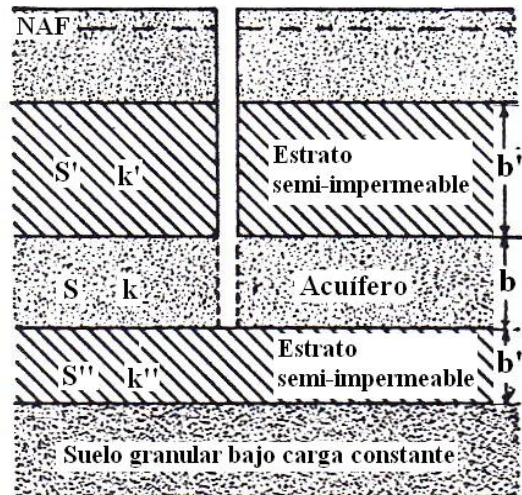 NAF
S' k'
Estrato
semi-impermeable
b'
S k
Acuífero
b
S'' k''
Estrato
semi-impermeable
b'
Suelo granular bajo carga constante